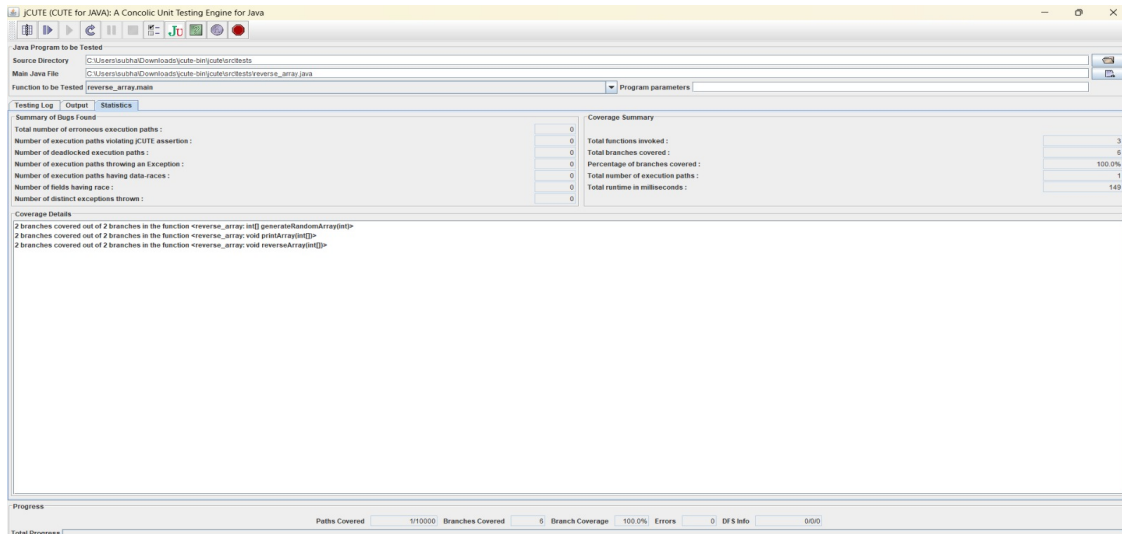 jCUTE (CUTE for JAVA): A Concolic Unit Testing Engine for Java
JU
Java Program to be Tested
Source Directory C:\Users\subha\Downloads\jcute-bin\jcute\src\tests
Main Java File C:\Users\subha\Downloads\jcute-bin\jcute\src\tests\reverse_array.java
Function to be Tested reverse_array.main Program parameters
Testing Log Output Statistics
Summary of Bugs Found
Total number of erroneous execution paths : 0
Number of execution paths violating jCUTE assertion : 0
Number of deadlocked execution paths : 0
Number of execution paths throwing an Exception : 0
Number of execution paths having data-races : 0
Number of fields having race : 0
Number of distinct exceptions thrown : 0
Coverage Summary
Total functions invoked : 3
Total branches covered : 6
Percentage of branches covered : 100.0%
Total number of execution paths : 1
Total runtime in milliseconds : 149
Coverage Details
2 branches covered out of 2 branches in the function <reverse_array: int[] generateRandomArray(int)>
2 branches covered out of 2 branches in the function <reverse_array: void printArray(int[])>
2 branches covered out of 2 branches in the function <reverse_array: void reverseArray(int[])>
Progress
Paths Covered 1/10000 Branches Covered 6 Branch Coverage 100.0% Errors 0 DFS Info 0/0/0
Total Progress